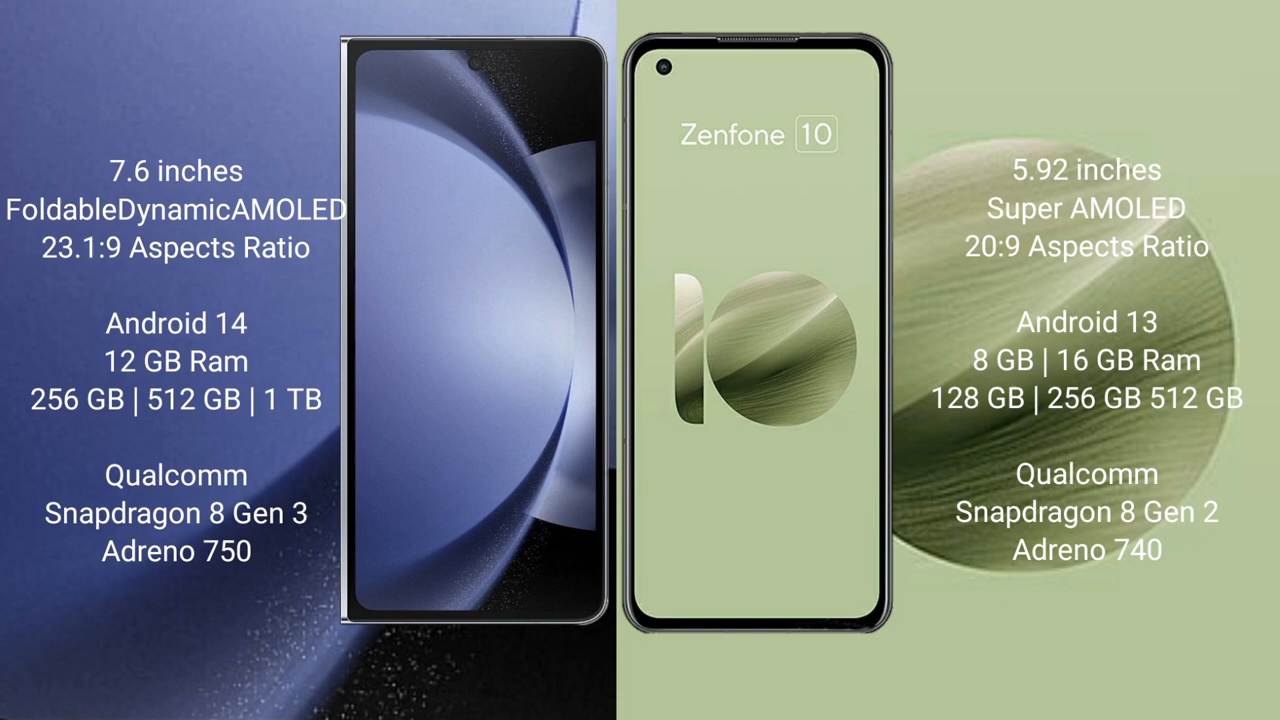 7.6 inches
FoldableDynamicAMOLED
23.1:9 Aspects Ratio
Android 14
12 GB Ram
256 GB | 512 GB | 1 TB
Qualcomm
Snapdragon 8 Gen 3
Adreno 750
Zenfone 10
10
5.92 inches
Super AMOLED
20:9 Aspects Ratio
Android 13
8 GB | 16 GB Ram
128 GB | 256 GB 512 GB
Qualcomm
Snapdragon 8 Gen 2
Adreno 740